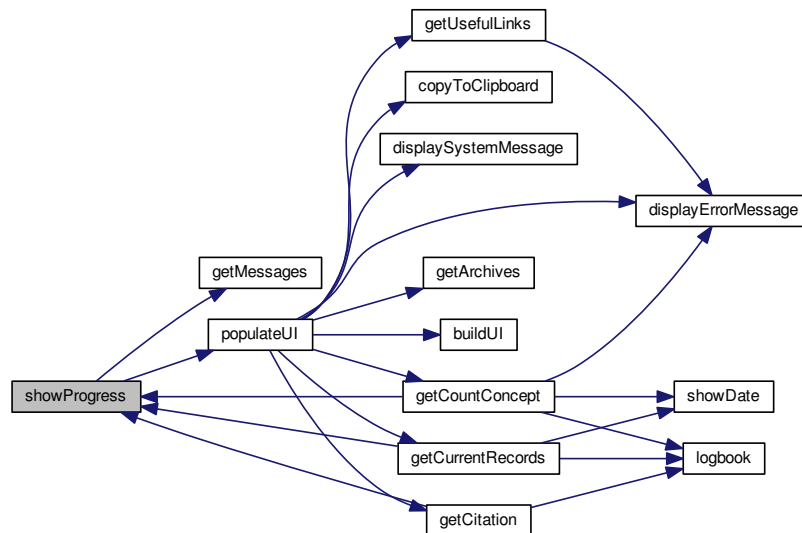 getUsefulLinks
copyToClipboard
displaySystemMessage
displayErrorMessage
getMessages
getArchives
populateUI
buildUI
showProgress
getCountConcept
showDate
getCurrentRecords
logbook
getCitation